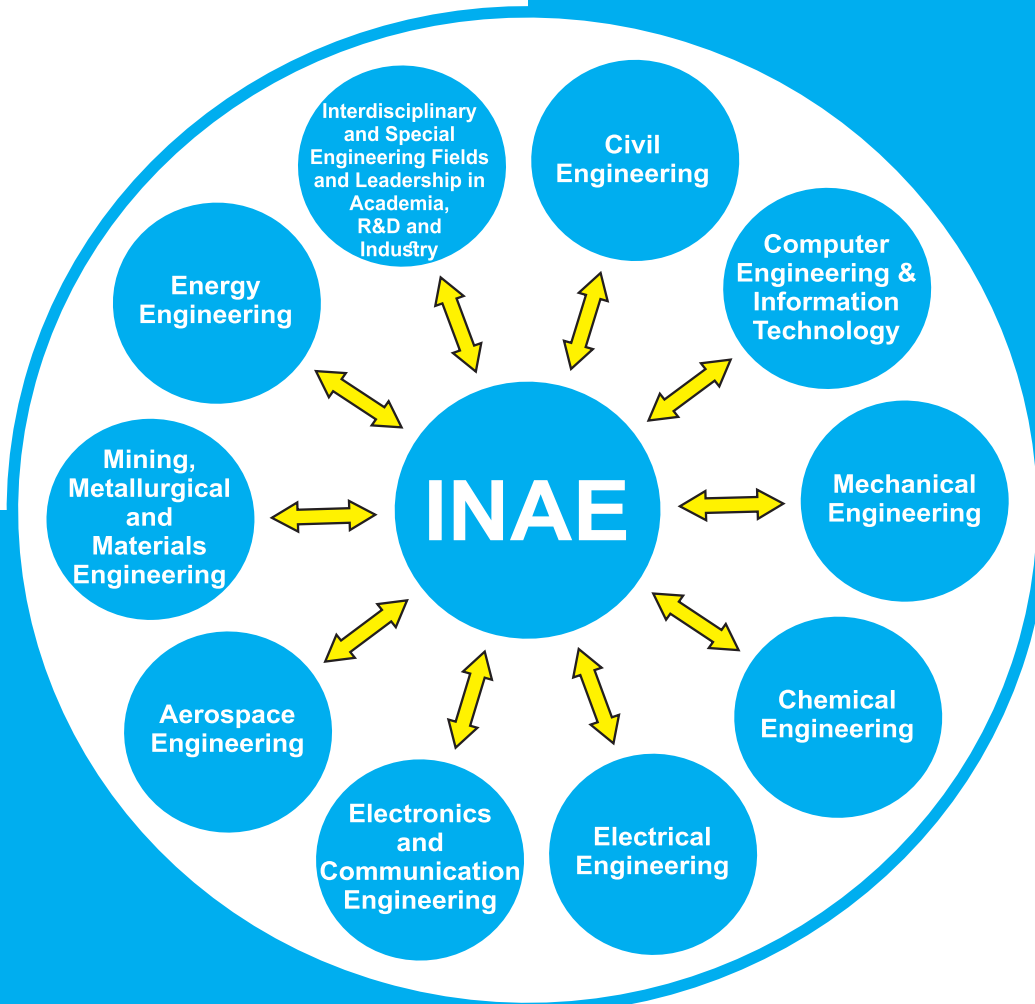 Interdisciplinary
and Special
Engineering Fields
and Leadership in
Academia,
R&D and
Industry
Civil
Engineering
Computer
Engineering &
Information
Technology
Energy
Engineering
Mining,
Metallurgical
and
Materials
Engineering
INAE
Mechanical
Engineering
Aerospace
Engineering
Chemical
Engineering
Electronics
and
Communication
Engineering
Electrical
Engineering